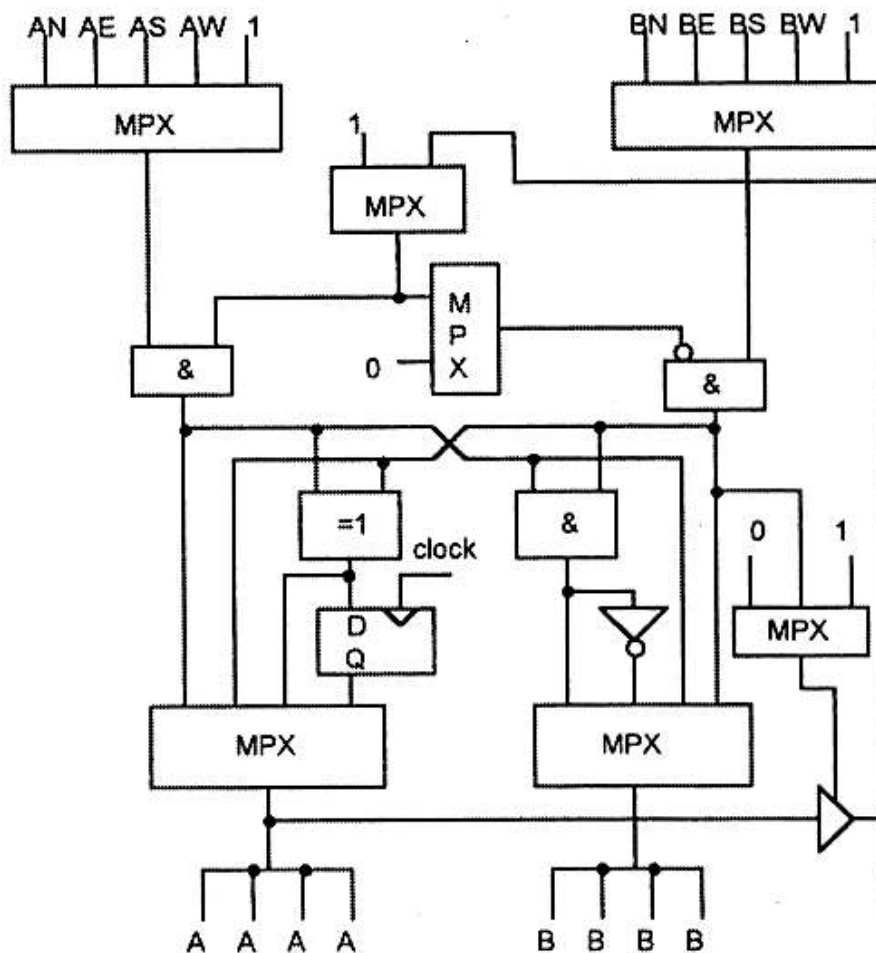 AN AE AS AW 1
BN BE BS BW 1
MPX
MPX
1
MPX
M
P
X
0
&
&
=1
&
clock
0 1
D
Q
MPX
MPX
MPX
A A A A
B B B B